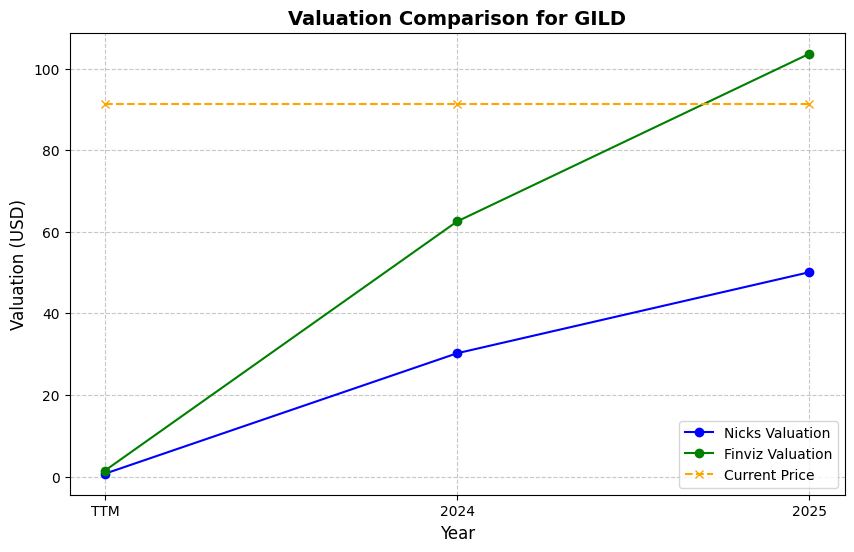 Valuation Comparison for GILD
Valuation (USD)
100
80
60
40
20
0
TTM
2024
2025
Year
Nicks Valuation
Finviz Valuation
Current Price